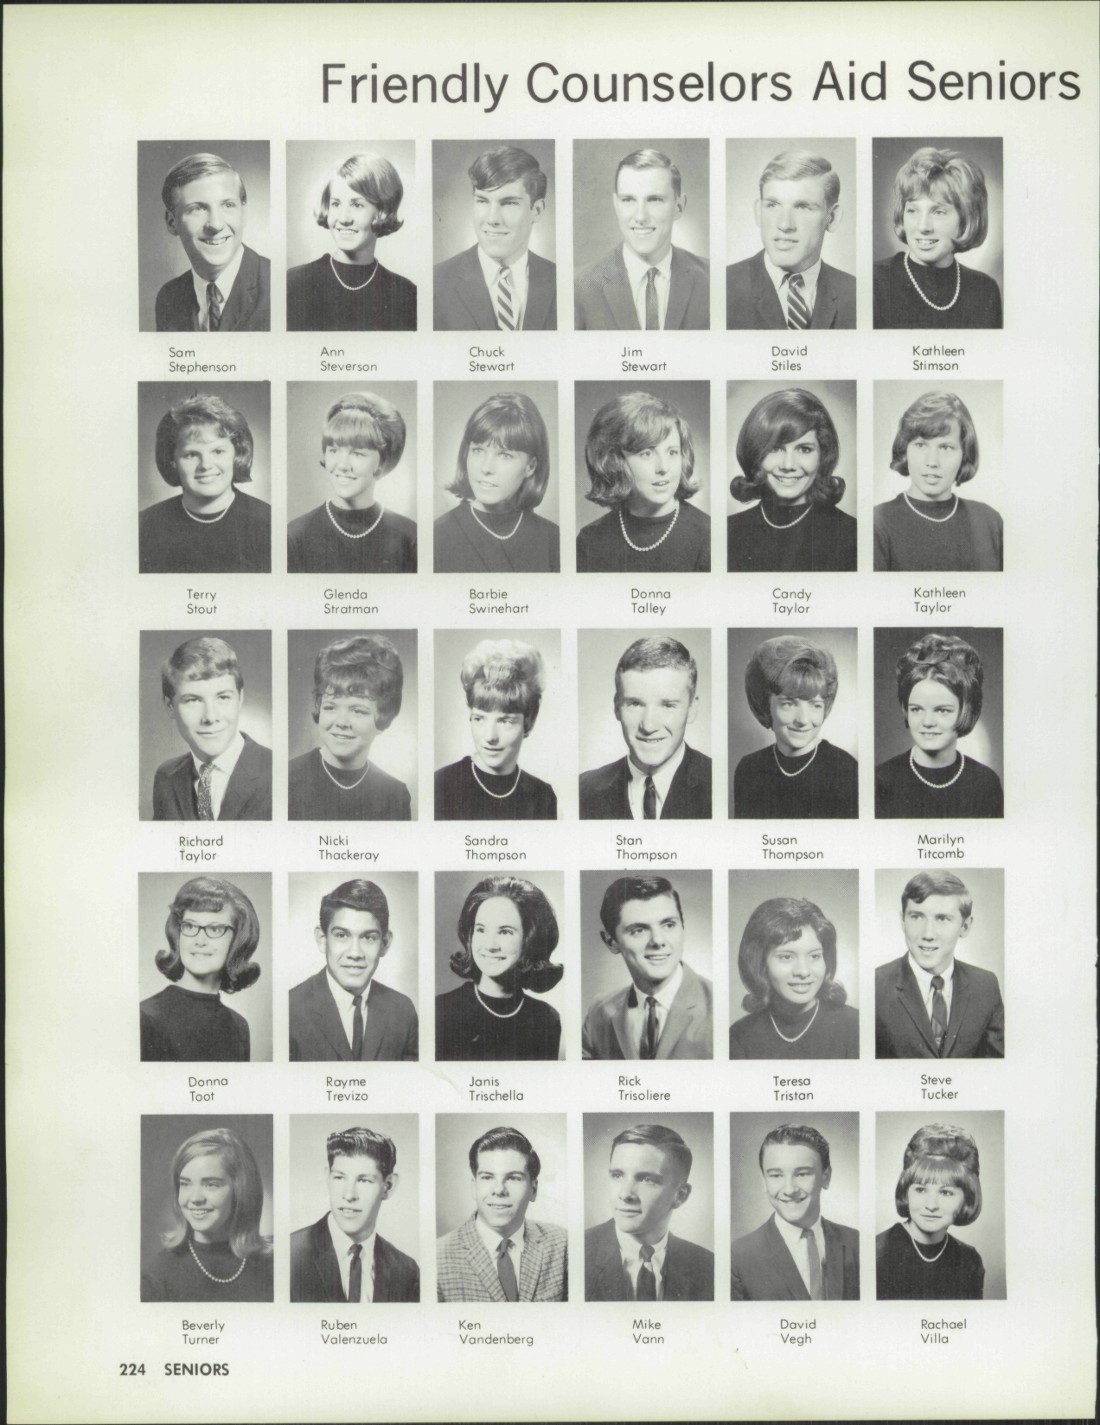 Friendly Counselors Aid Seniors
Sam
Stephenson
Ann
Steverson
Chuck
Stewart
Jim
Stewart
David
Stiles
Kathleen
Stimson
Terry
Stout
Glenda
Stratman
Barbie
Swinehart
Donna
Talley
Candy
Taylor
Kathleen
Taylor
Richard
Taylor
Nicki
Thackeray
Sandra
Thompson
Stan
Thompson
Susan
Thompson
Marilyn
Titcomb
Donna
Toot
Rayme
Trevizo
Janis
Trischella
Rick
Trisoliere
Teresa
Tristan
Steve
Tucker
Beverly
Turner
Ruben
Valenzuela
Ken
Vandenberg
Mike
Vann
David
Vegh
Rachael
Villa
224 SENIORS